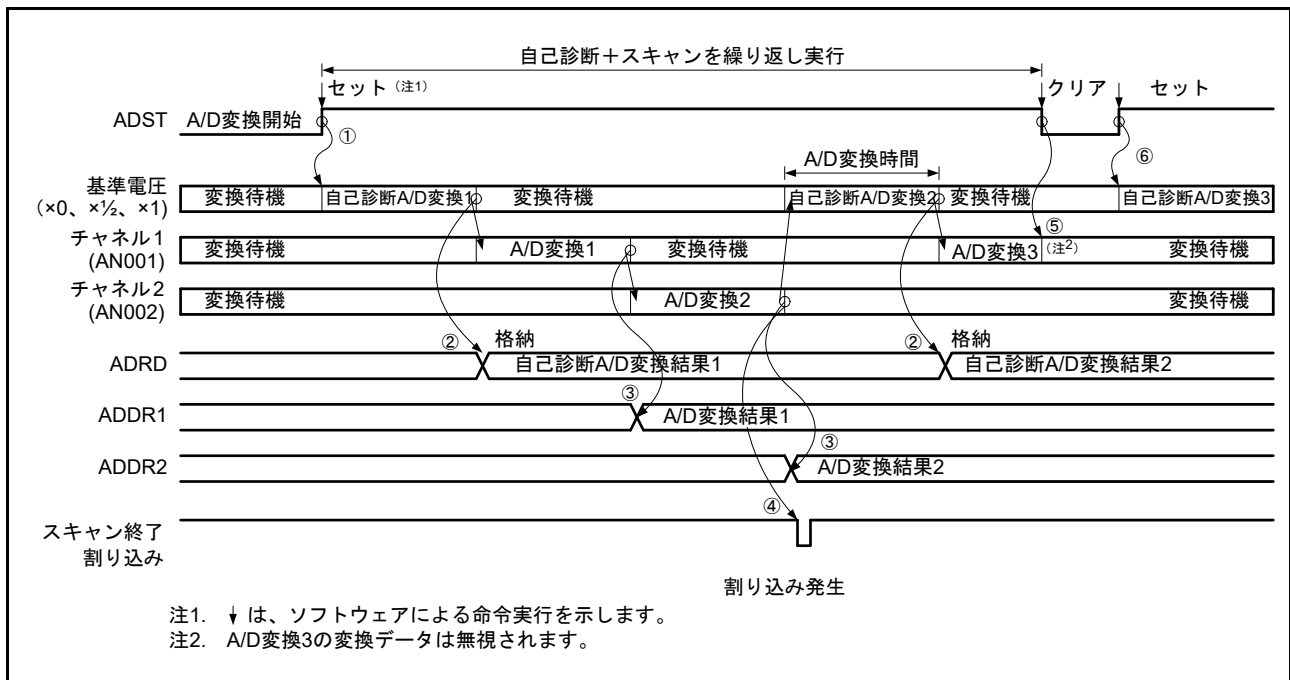 自己診断+スキャンを繰り返し実行
セット(注1)
クリア
セット
ADST
A/D変換開始
①
⑥
A/D変換時間
基準電圧
(×0、×½、×1)
変換待機
自己診断A/D変換1
変換待機
自己診断A/D変換2
変換待機
自己診断A/D変換3
⑤
チャネル1
(AN001)
変換待機
A/D変換1
変換待機
A/D変換3
(注2)
変換待機
チャネル2
(AN002)
変換待機
A/D変換2
変換待機
ADRD
②
格納
自己診断A/D変換結果1
②
格納
自己診断A/D変換結果2
ADDR1
③
A/D変換結果1
ADDR2
③
A/D変換結果2
スキャン終了
割り込み
④
割り込み発生
注1. ↓は、ソフトウェアによる命令実行を示します。
注2. A/D変換3の変換データは無視されます。